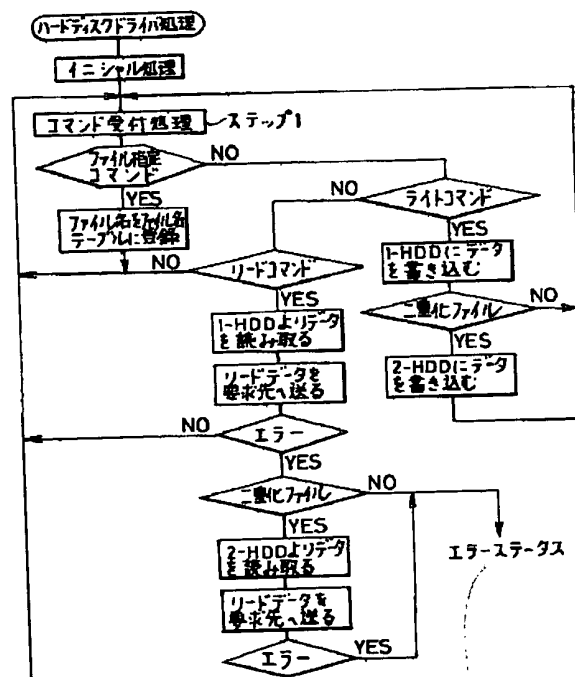 ハードディスクドライバ処理
イニシャル処理
コマンド受付処理
ステップ1
ファイル指定
コマンド
NO
YES
ファイル名をファイル名
テーブルに登録
ライトコマンド
NO
YES
1-HDDにデータ
を書き込む
二重化ファイル
NO
YES
2-HDDにデータ
を書き込む
リードコマンド
NO
YES
1-HDDよりデータ
を読み取る
リードデータを
要求先へ送る
エラー
NO
YES
二重化ファイル
NO
YES
エラーステータス
2-HDDよりデータ
を読み取る
リードデータを
要求先へ送る
エラー
YES